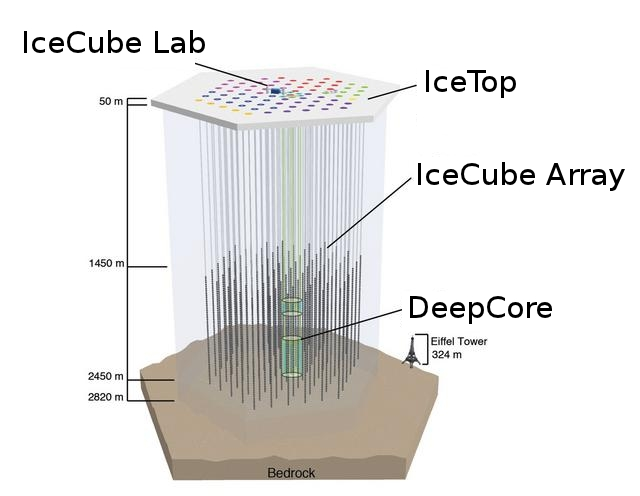 IceCube Lab
IceTop
50 m
IceCube Array
1450 m
DeepCore
Eiffel Tower
324 m
2450 m
2820 m
Bedrock